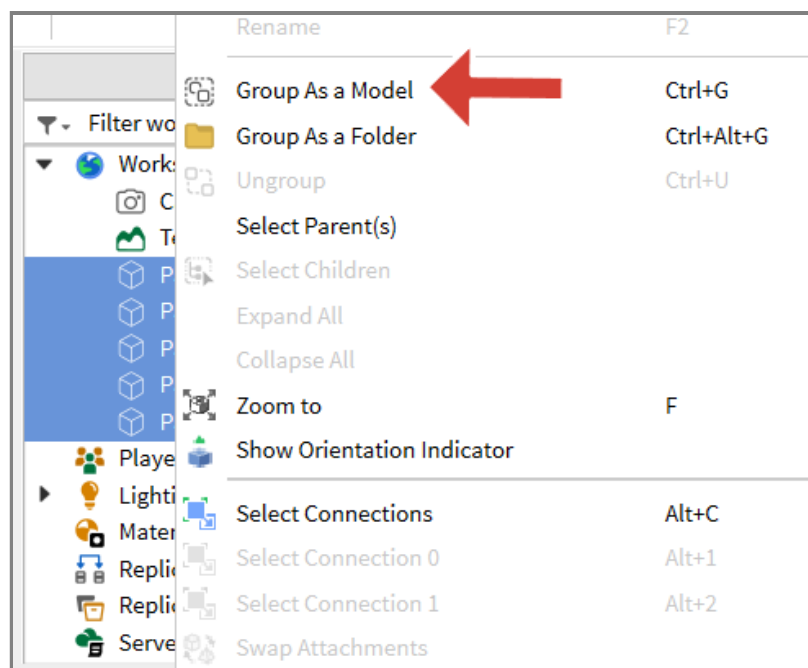 Rename F2
Group As a Model Ctrl+G
Filter wo
Group As a Folder Ctrl+Alt+G
Works
Ungroup Ctrl+U
C
Select Parent(s)
Te
P
Select Children
P
Expand All
P
Collapse All
P
Zoom to F
P
Show Orientation Indicator
Playe
Lighti
Select Connections Alt+C
Mater
Select Connection 0 Alt+1
Replic
Select Connection 1 Alt+2
Replic
Serve
Swap Attachments